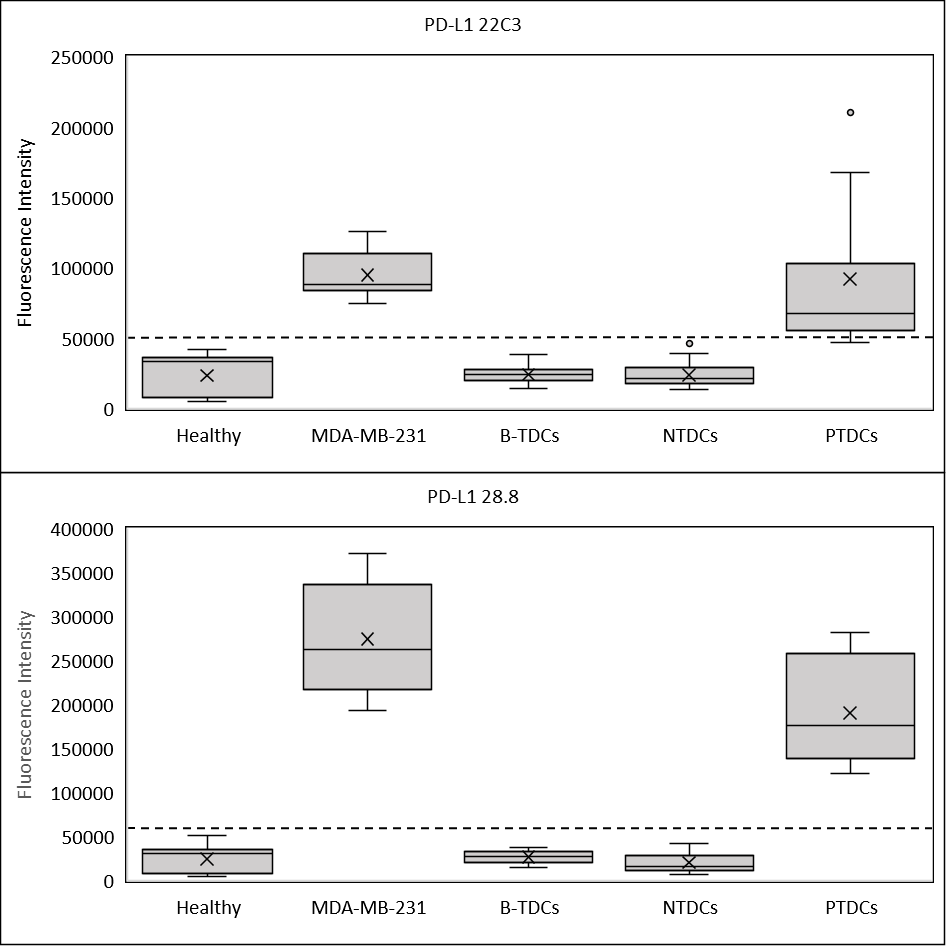 PD-L1 22C3
250000
200000
150000
100000
50000
0
Fluorescence Intensity
Healthy MDA-MB-231 B-TDCs NTDCs PTDCs
PD-L1 28.8
400000
350000
300000
250000
200000
150000
100000
50000
0
Fluorescence Intensity
Healthy MDA-MB-231 B-TDCs NTDCs PTDCs